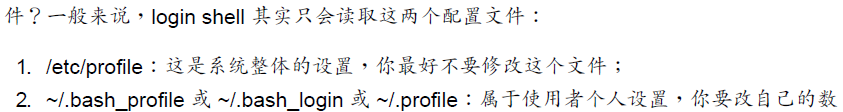 件？一般来说，login shell 其实只会读取这两个配置文件：
1. /etc/profile：这是系统整体的设置，你最好不要修改这个文件；
2. ~/.bash_profile 或 ~/.bash_login 或 ~/.profile：属于使用者个人设置，你要改自己的数